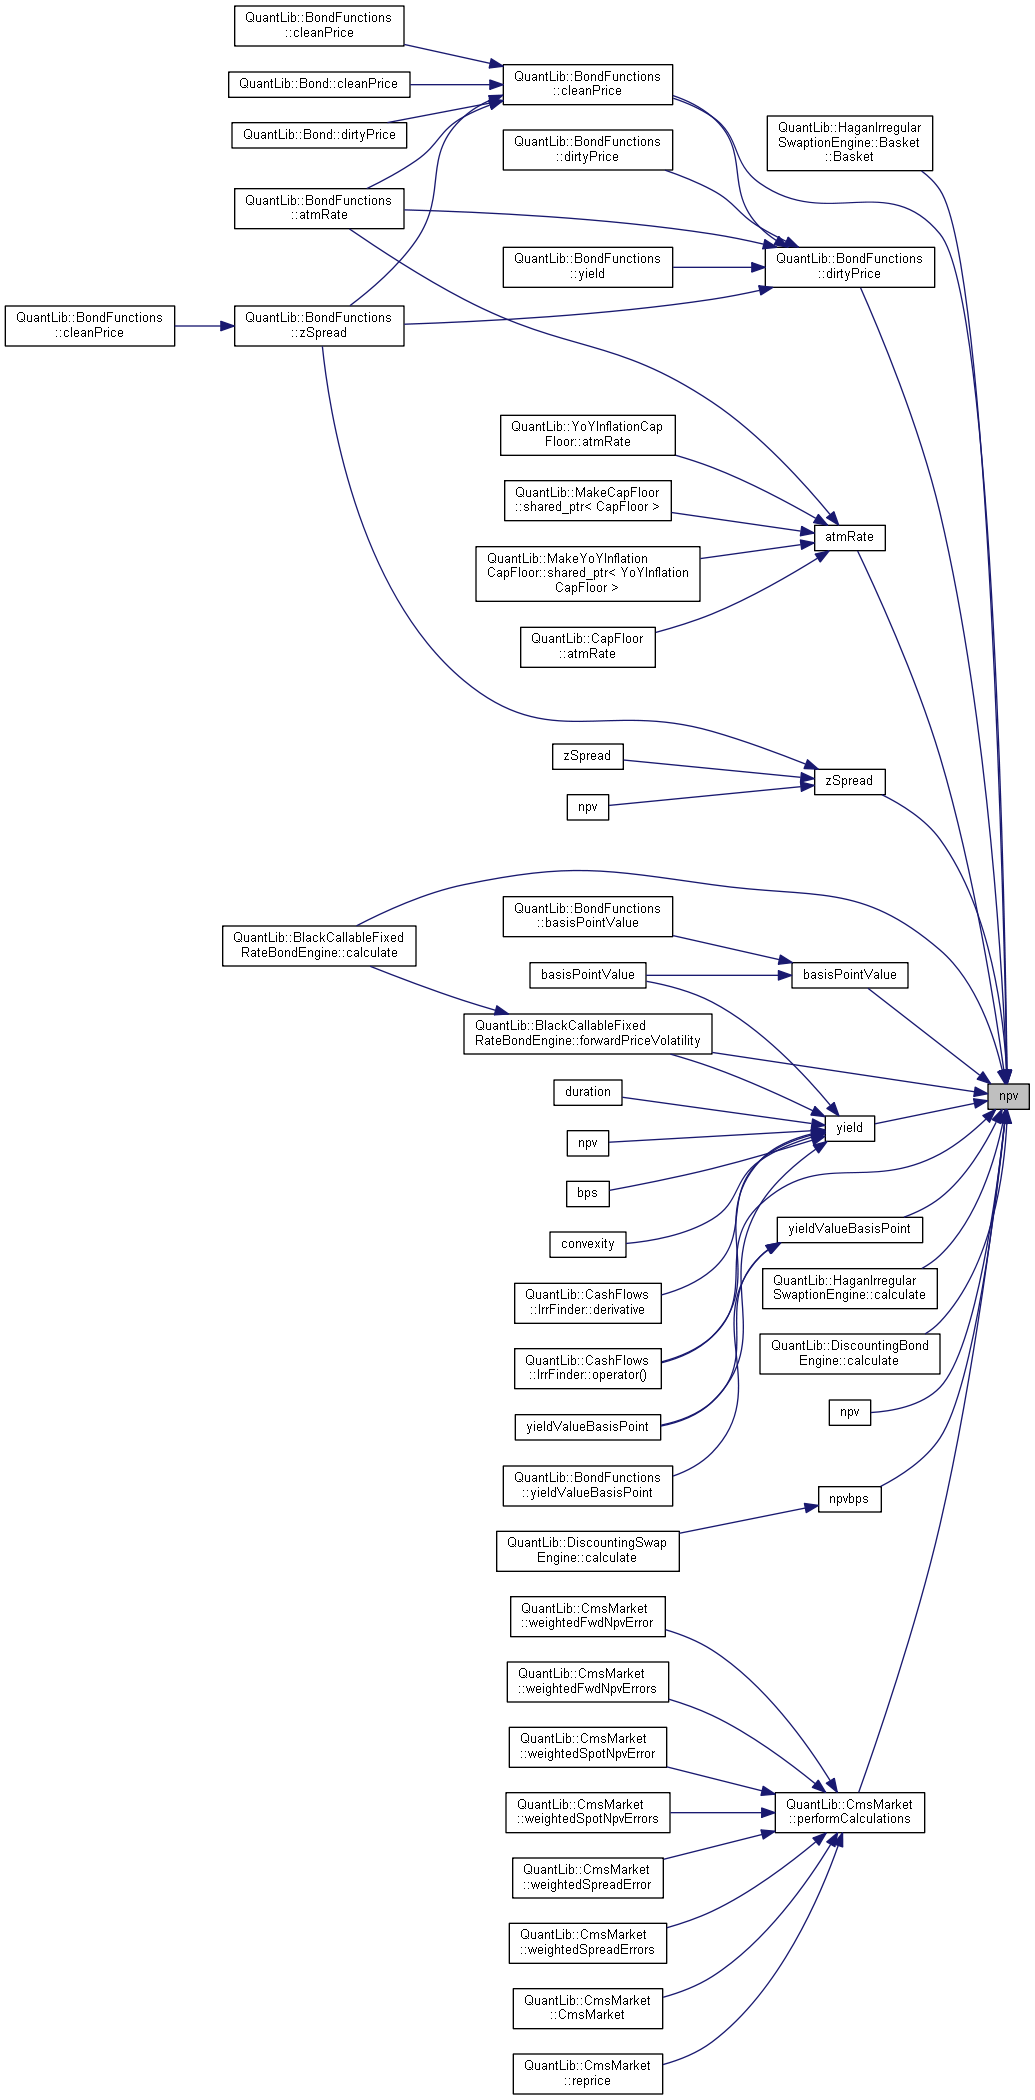 QuantLib::BondFunctions
::cleanPrice
QuantLib::Bond::cleanPrice
QuantLib::Bond::dirtyPrice
QuantLib::BondFunctions
::atmRate
QuantLib::BondFunctions
::cleanPrice
QuantLib::BondFunctions
::zSpread
QuantLib::BondFunctions
::cleanPrice
QuantLib::BondFunctions
::dirtyPrice
QuantLib::BondFunctions
::yield
QuantLib::HaganIrregular
SwaptionEngine::Basket
::Basket
QuantLib::BondFunctions
::dirtyPrice
QuantLib::YoYInflationCap
Floor::atmRate
QuantLib::MakeCapFloor
::shared_ptr< CapFloor >
QuantLib::MakeYoYInflation
CapFloor::shared_ptr< YoYInflation
CapFloor >
QuantLib::CapFloor
::atmRate
atmRate
zSpread
npv
zSpread
QuantLib::BlackCallableFixed
RateBondEngine::calculate
QuantLib::BondFunctions
::basisPointValue
basisPointValue
basisPointValue
QuantLib::BlackCallableFixed
RateBondEngine::forwardPriceVolatility
duration
npv
bps
convexity
yield
npv
QuantLib::CashFlows
::IrrFinder::derivative
QuantLib::CashFlows
::IrrFinder::operator()
yieldValueBasisPoint
QuantLib::BondFunctions
::yieldValueBasisPoint
yieldValueBasisPoint
QuantLib::HaganIrregular
SwaptionEngine::calculate
QuantLib::DiscountingBond
Engine::calculate
npv
npvbps
QuantLib::DiscountingSwap
Engine::calculate
QuantLib::CmsMarket
::weightedFwdNpvError
QuantLib::CmsMarket
::weightedFwdNpvErrors
QuantLib::CmsMarket
::weightedSpotNpvError
QuantLib::CmsMarket
::weightedSpotNpvErrors
QuantLib::CmsMarket
::performCalculations
QuantLib::CmsMarket
::weightedSpreadError
QuantLib::CmsMarket
::weightedSpreadErrors
QuantLib::CmsMarket
::CmsMarket
QuantLib::CmsMarket
::reprice